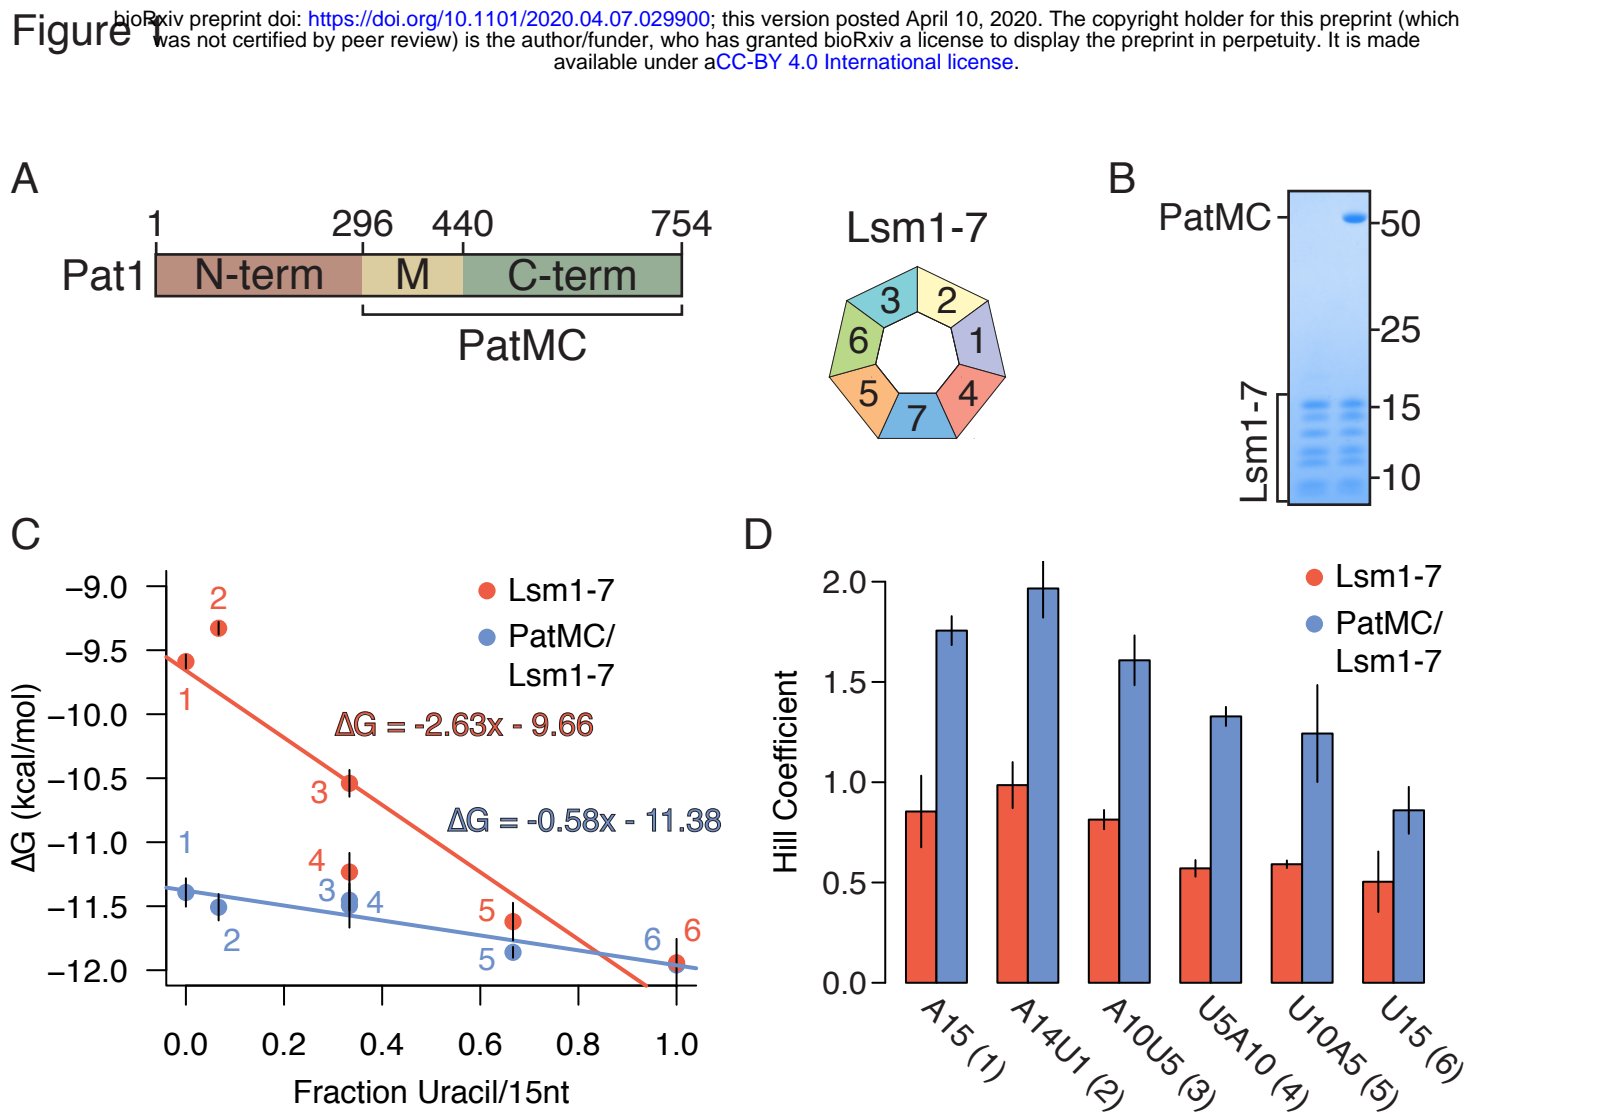 Figure 1
bioRxiv preprint doi: https://doi.org/10.1101/2020.04.07.029900; this version posted April 10, 2020. The copyright holder for this preprint (which
was not certified by peer review) is the author/funder, who has granted bioRxiv a license to display the preprint in perpetuity. It is made
available under aCC-BY 4.0 International license.
A
1 296 440 754
Pat1 N-term M C-term
PatMC
Lsm1-7
3 2
6 1
5 4
7
B
PatMC 50
25
15
10
Lsm1-7
C
ΔG (kcal/mol)
−9.0
−9.5
−10.0
−10.5
−11.0
−11.5
−12.0
Lsm1-7
PatMC/
Lsm1-7
ΔG = -2.63x - 9.66
ΔG = -0.58x - 11.38
1
2
3
4
5
6
1
2
3
4
5
6
0.0 0.2 0.4 0.6 0.8 1.0
Fraction Uracil/15nt
D
Hill Coefficient
2.0
1.5
1.0
0.5
0.0
Lsm1-7
PatMC/
Lsm1-7
A15 (1)
A14U1 (2)
A10U5 (3)
U5A10 (4)
U10A5 (5)
U15 (6)